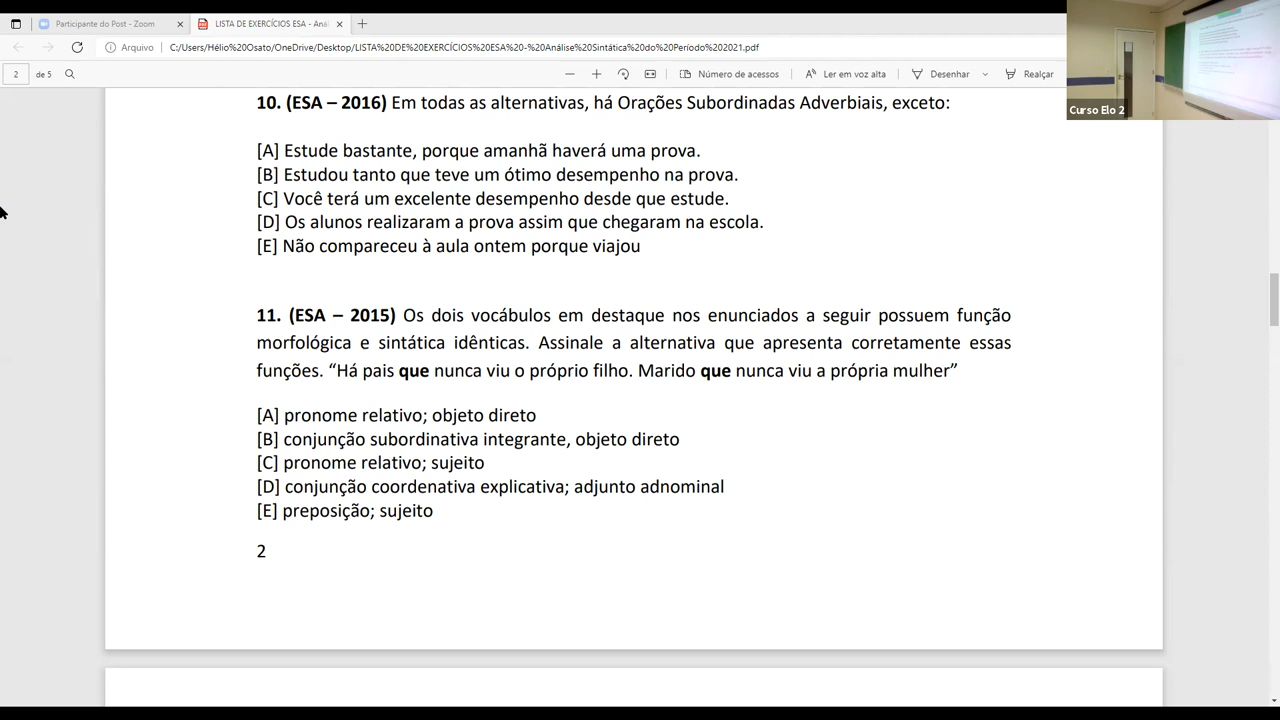 Participante do Post - Zoom
LISTA DE EXERCÍCIOS ESA - Aná
Arquivo
C:/Users/Hélio%20Osato/OneDrive/Desktop/LISTA%20DE%20EXERCÍCIOS%20ESA%20-%20Análise%20Sintática%20do%20Período%202021.pdf
2 de 5
Número de acessos
Ler em voz alta
Desenhar
Realçar
Curso Elo 2
10. (ESA – 2016) Em todas as alternativas, há Orações Subordinadas Adverbiais, exceto:
[A] Estude bastante, porque amanhã haverá uma prova.
[B] Estudou tanto que teve um ótimo desempenho na prova.
[C] Você terá um excelente desempenho desde que estude.
[D] Os alunos realizaram a prova assim que chegaram na escola.
[E] Não compareceu à aula ontem porque viajou
11. (ESA – 2015) Os dois vocábulos em destaque nos enunciados a seguir possuem função
morfológica e sintática idênticas. Assinale a alternativa que apresenta corretamente essas
funções. “Há pais que nunca viu o próprio filho. Marido que nunca viu a própria mulher”
[A] pronome relativo; objeto direto
[B] conjunção subordinativa integrante, objeto direto
[C] pronome relativo; sujeito
[D] conjunção coordenativa explicativa; adjunto adnominal
[E] preposição; sujeito
2